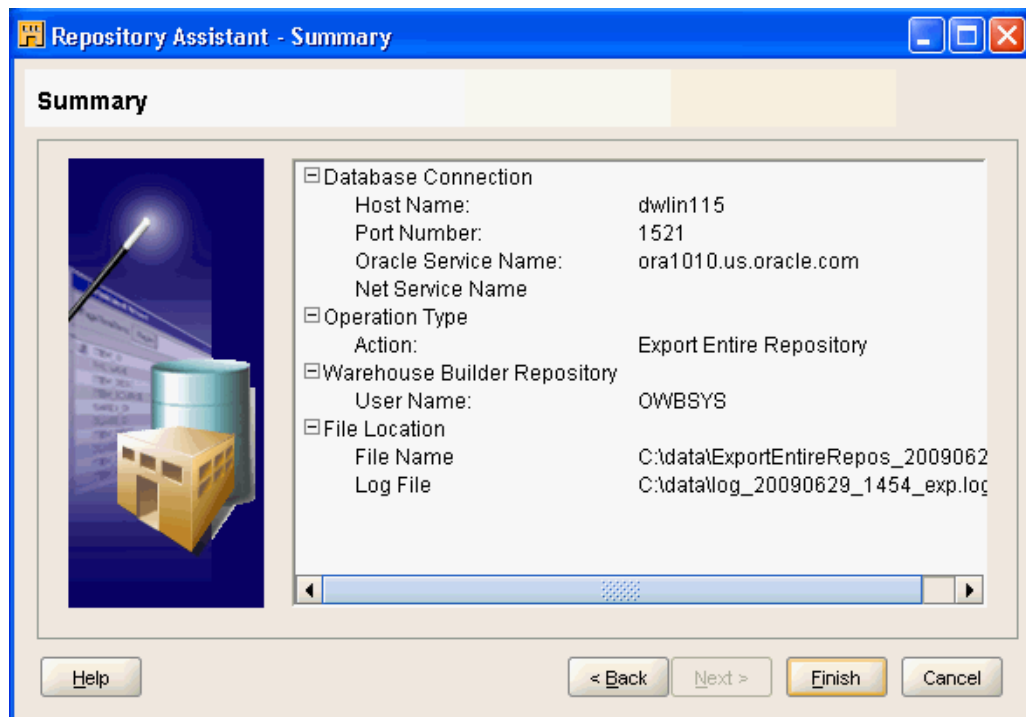 Repository Assistant - Summary
Summary
Database Connection
Host Name: dwlin115
Port Number: 1521
Oracle Service Name: ora1010.us.oracle.com
Net Service Name
Operation Type
Action: Export Entire Repository
Warehouse Builder Repository
User Name: OWBSYS
File Location
File Name C:\data\ExportEntireRepos_2009062
Log File C:\data\log_20090629_1454_exp.log
Help < Back Next > Finish Cancel